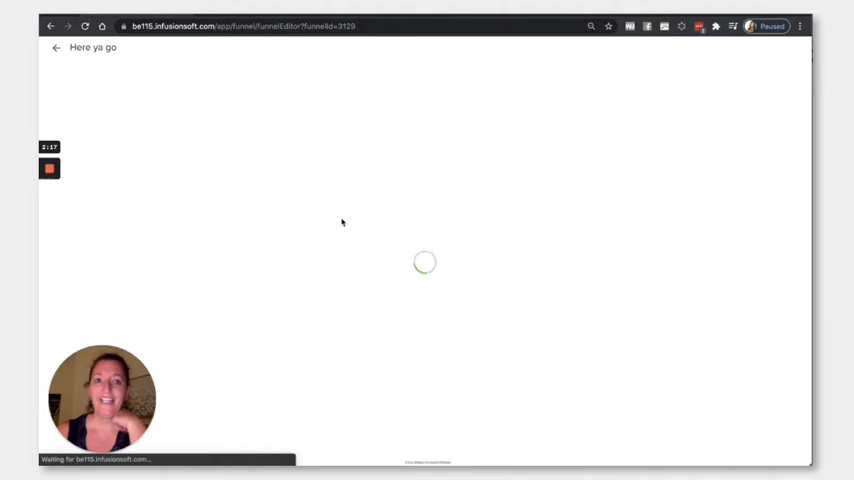 be115.infusionsoft.com/app/funnel/funnelEditor?funnelId=3129
Paused
Here ya go
2:17
Waiting for be115.infusionsoft.com...